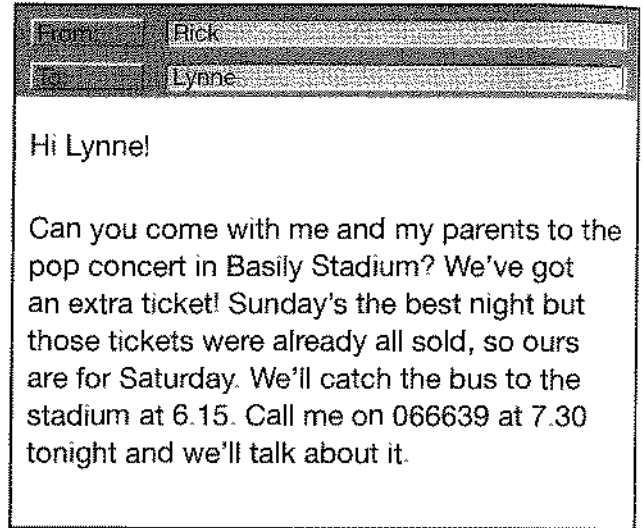 From: Rick
To: Lynne
Hi Lynne!
Can you come with me and my parents to the
pop concert in Basily Stadium? We've got
an extra ticket! Sunday's the best night but
those tickets were already all sold, so ours
are for Saturday. We'll catch the bus to the
stadium at 6.15. Call me on 066639 at 7.30
tonight and we'll talk about it.